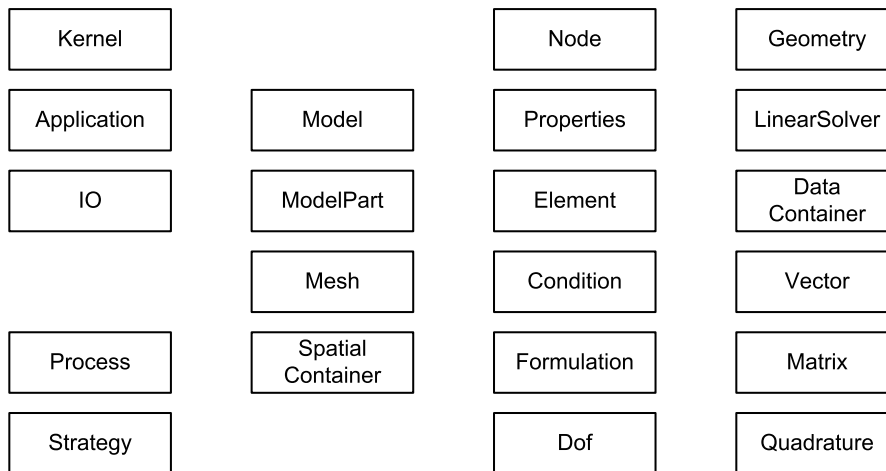 Kernel
Node
Geometry
Application
Model
Properties
LinearSolver
IO
ModelPart
Element
Data
Container
Mesh
Condition
Vector
Process
Spatial
Container
Formulation
Matrix
Strategy
Dof
Quadrature